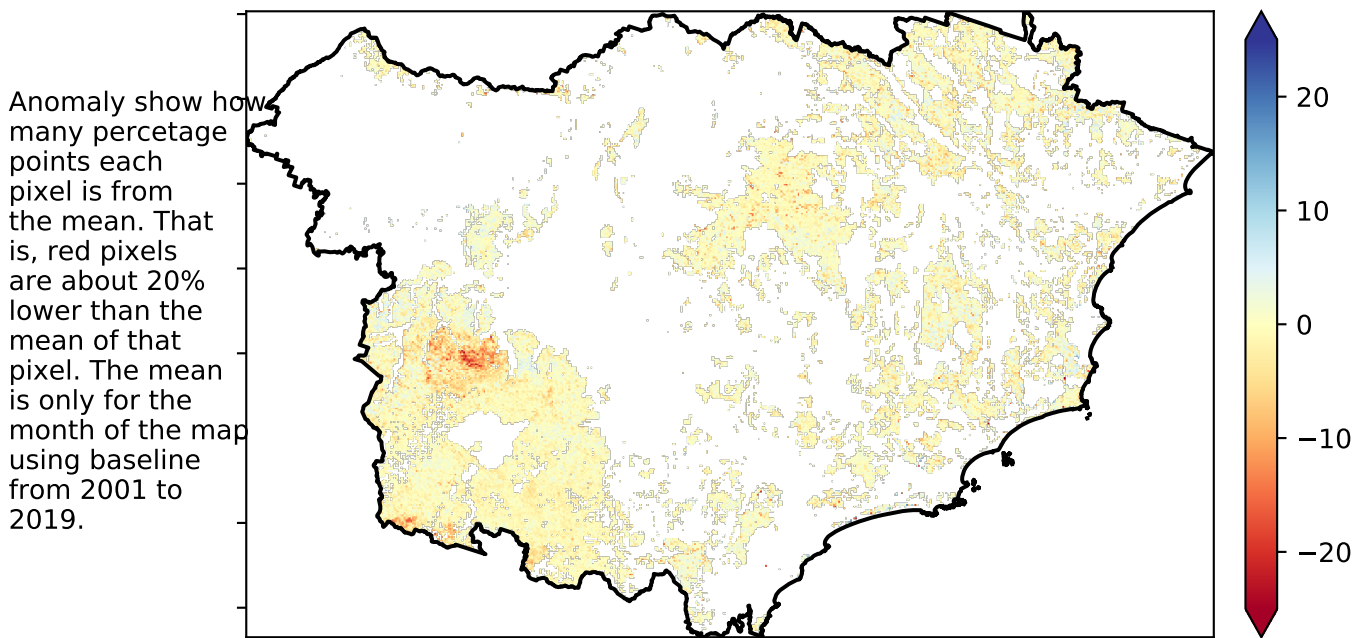 Anomaly show how
many percetage
points each
pixel is from
the mean. That
is, red pixels
are about 20%
lower than the
mean of that
pixel. The mean
is only for the
month of the map
using baseline
from 2001 to
2019.
20
10
0
−10
−20